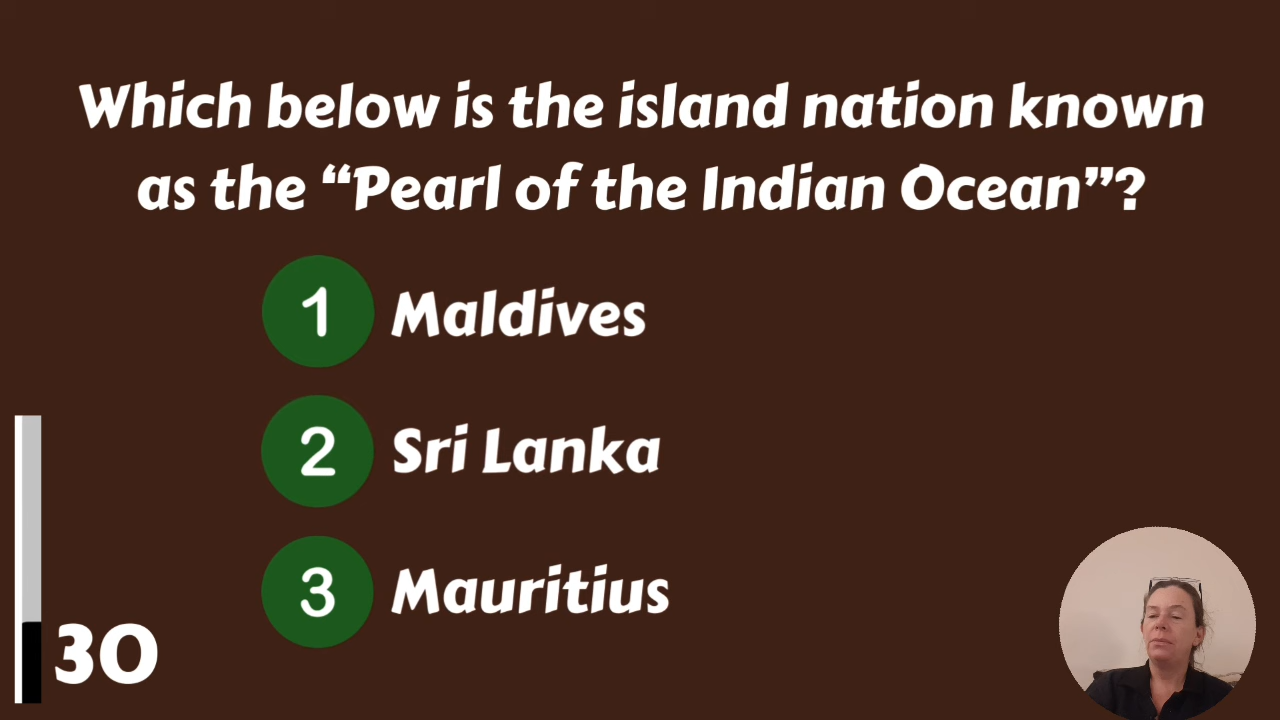 Which below is the island nation known
as the “Pearl of the Indian Ocean”?
1 Maldives
2 Sri Lanka
3 Mauritius
30